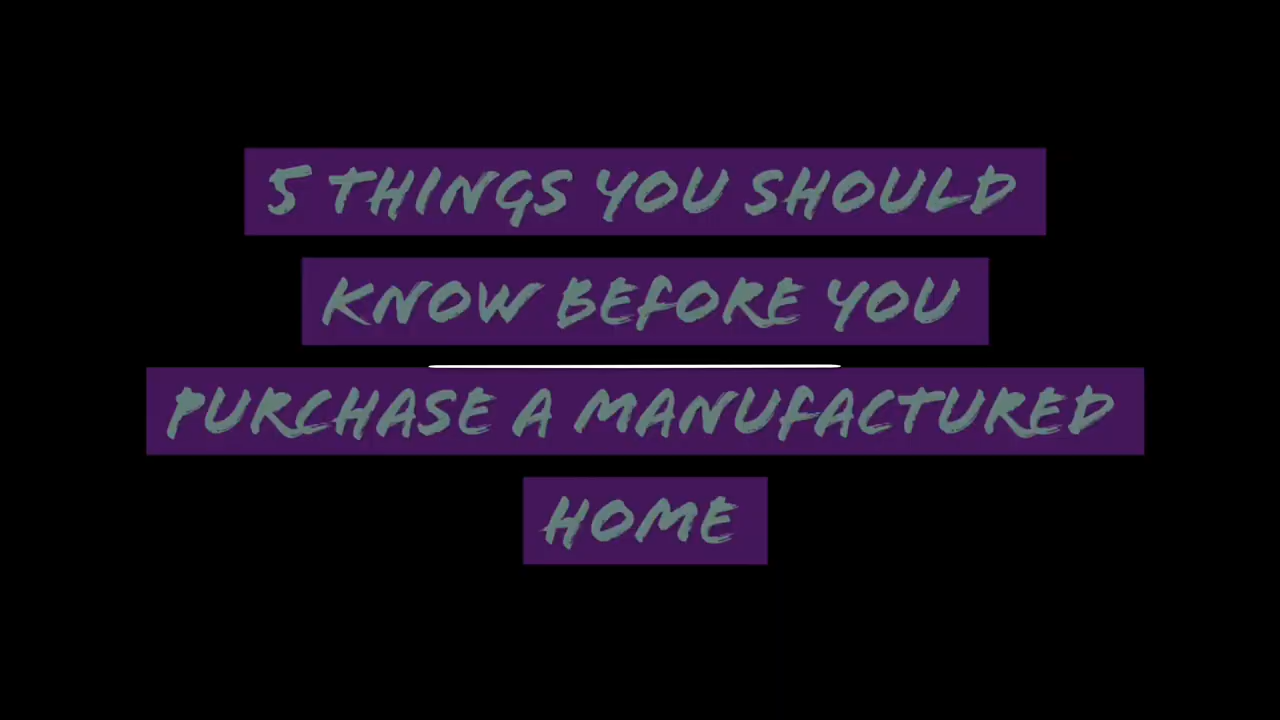 5 THINGS YOU SHOULD
KNOW BEFORE YOU
PURCHASE A MANUFACTURED
HOME